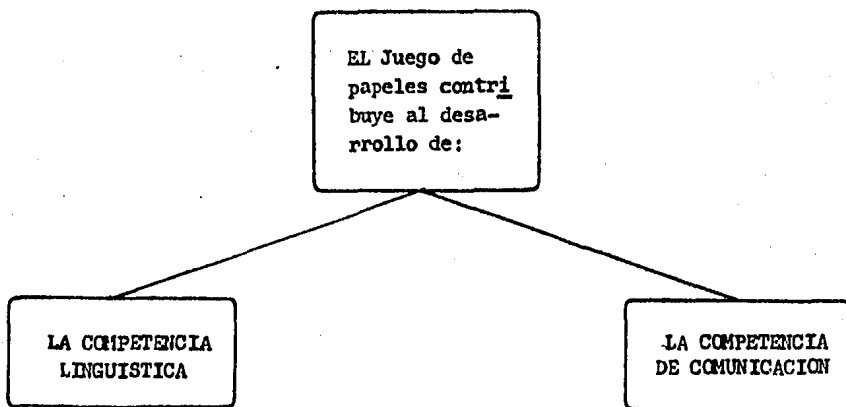 EL Juego de
papeles contri
buye al desa-
rrollo de:
LA COMPETENCIA
LINGUISTICA
LA COMPETENCIA
DE COMUNICACION